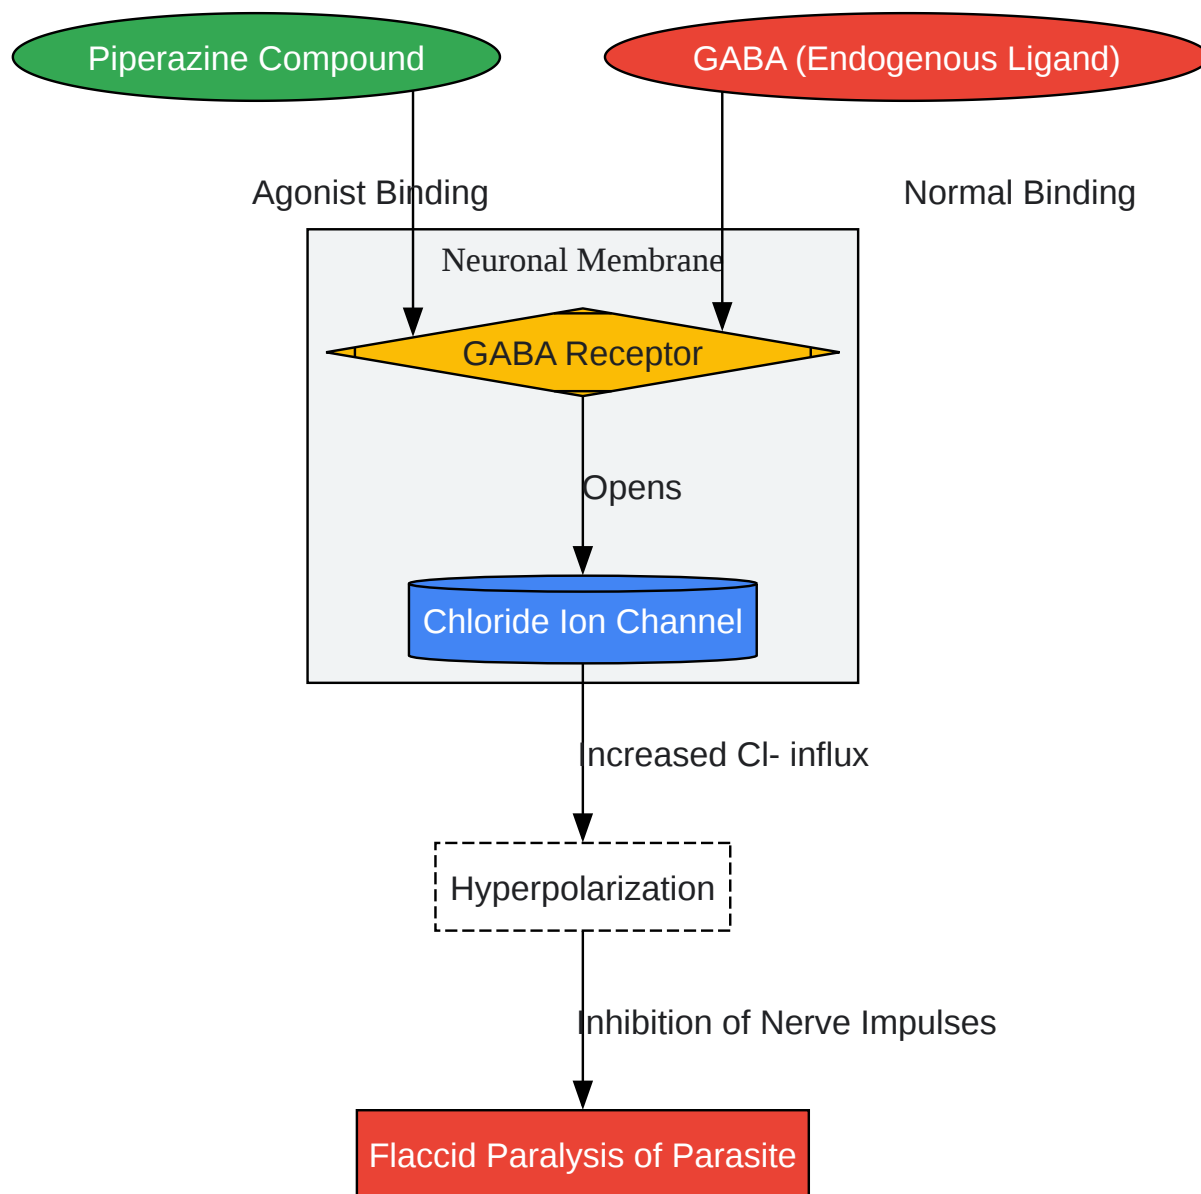 Piperazine Compound
GABA (Endogenous Ligand)
Agonist Binding
Normal Binding
Neuronal Membrane
GABA Receptor
Opens
Chloride Ion Channel
Increased Cl- influx
Hyperpolarization
Inhibition of Nerve Impulses
Flaccid Paralysis of Parasite